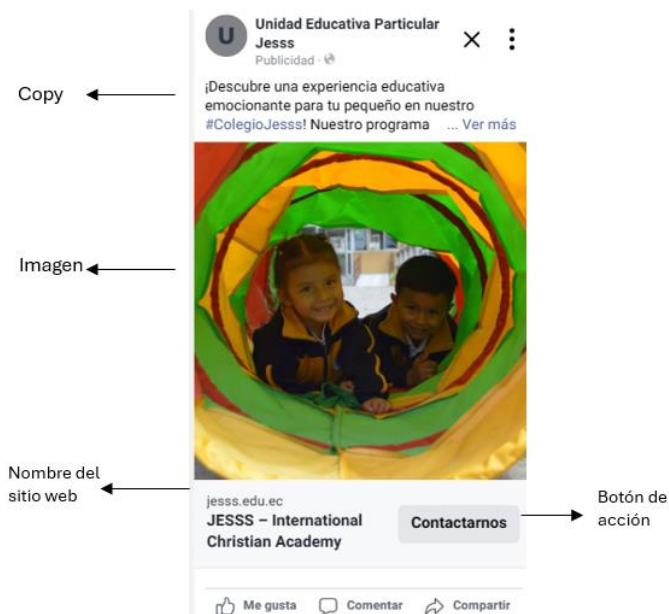 U
Unidad Educativa Particular
Jesss
Publicidad ·
Copy
¡Descubre una experiencia educativa
emocionante para tu pequeño en nuestro
#ColegioJesss! Nuestro programa ... Ver más
Imagen
Nombre del
sitio web
jesss.edu.ec
JESSS – International
Christian Academy
Contactarnos
Botón de
acción
Me gusta Comentar Compartir